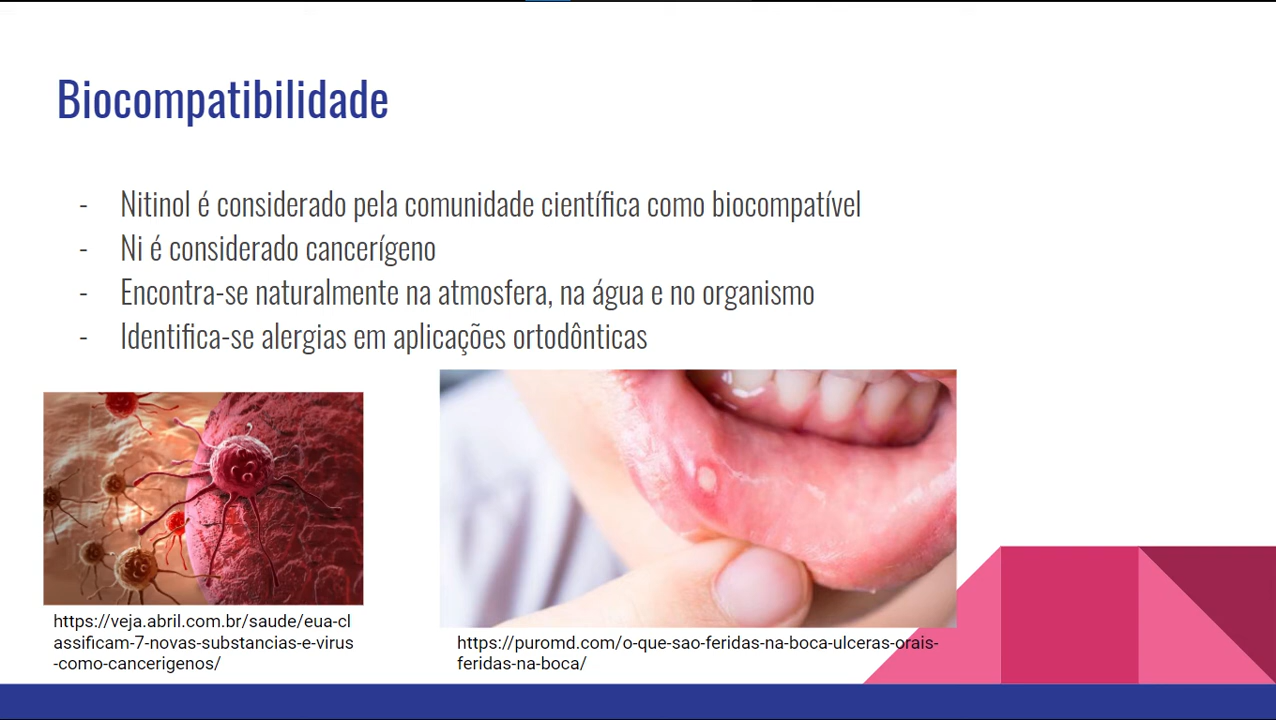 Biocompatibilidade
- Nitinol é considerado pela comunidade científica como biocompatível
- Ni é considerado cancerígeno
- Encontra-se naturalmente na atmosfera, na água e no organismo
- Identifica-se alergias em aplicações ortodônticas
https://veja.abril.com.br/saude/eua-cl
assificam-7-novas-substancias-e-virus
-como-cancerigenos/
https://puromd.com/o-que-sao-feridas-na-boca-ulceras-orais-
feridas-na-boca/